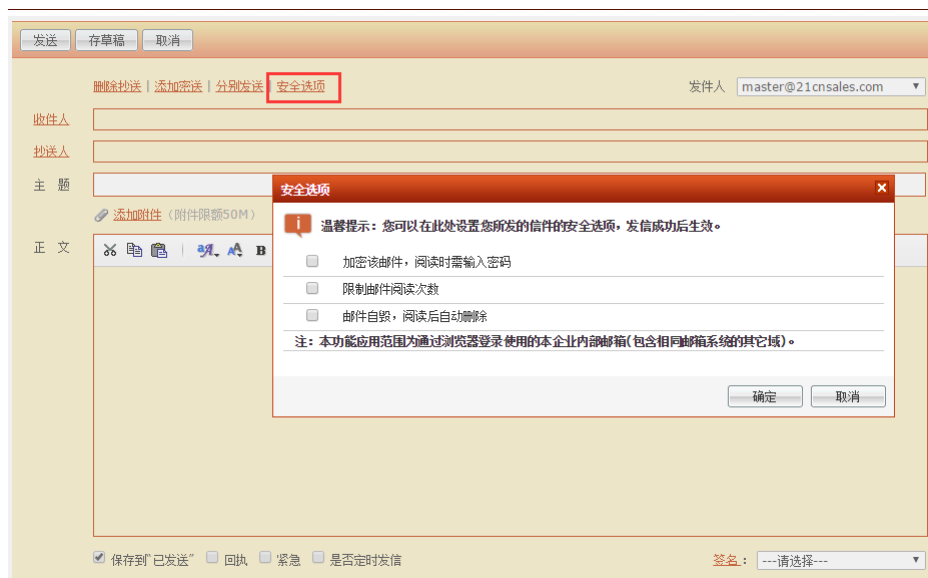 发送 存草稿 取消
删除抄送 | 添加密送 | 分别发送 | 安全选项 发件人 master@21cnsales.com
收件人
抄送人
主 题
安全选项
添加附件 (附件限额50M)
温馨提示：您可以在此处设置您所发的信件的安全选项，发信成功后生效。
正 文
B
加密该邮件，阅读时需输入密码
限制邮件阅读次数
邮件自毁，阅读后自动删除
注：本功能应用范围为通过浏览器登录使用的本企业内部邮箱(包含相同邮箱系统的其它域)。
确定 取消
保存到"已发送" 回执 紧急 是否定时发信 签名： ---请选择---